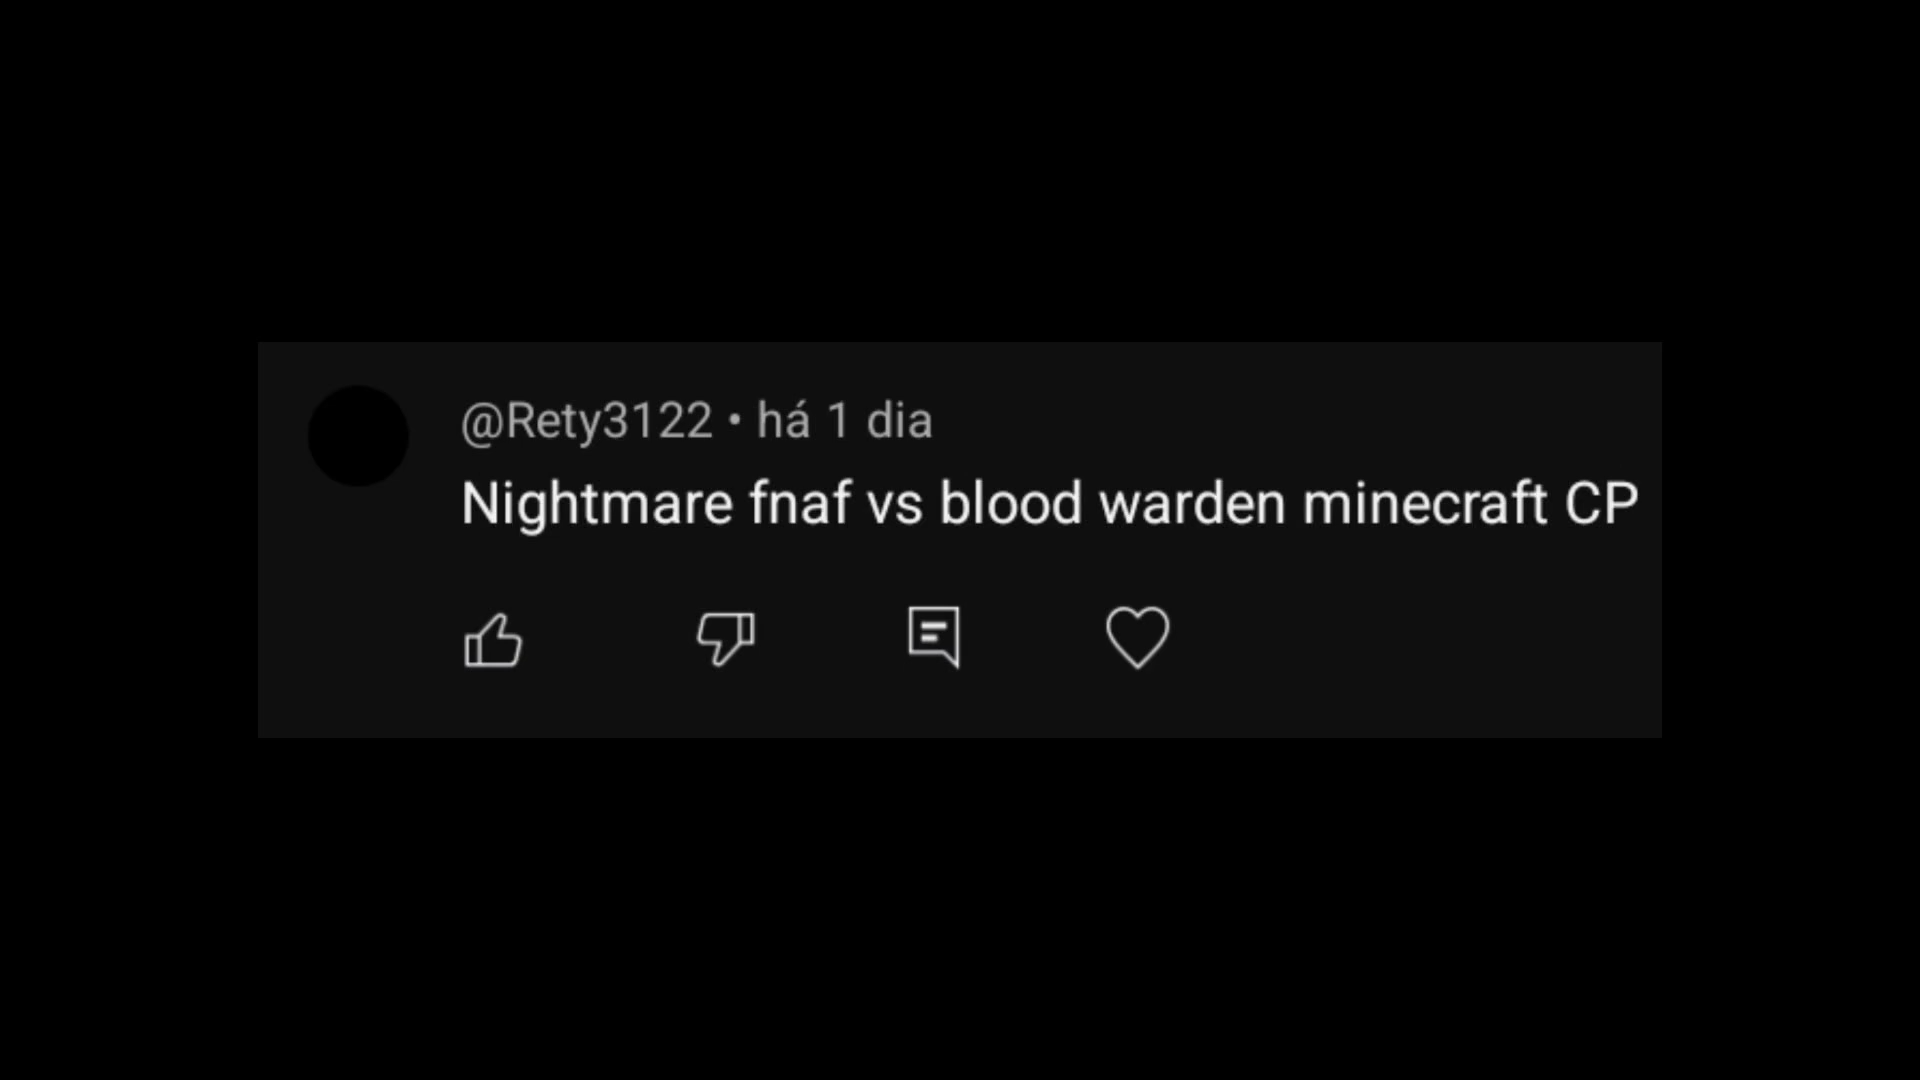 @Rety3122 • há 1 dia
Nightmare fnaf vs blood warden minecraft CP